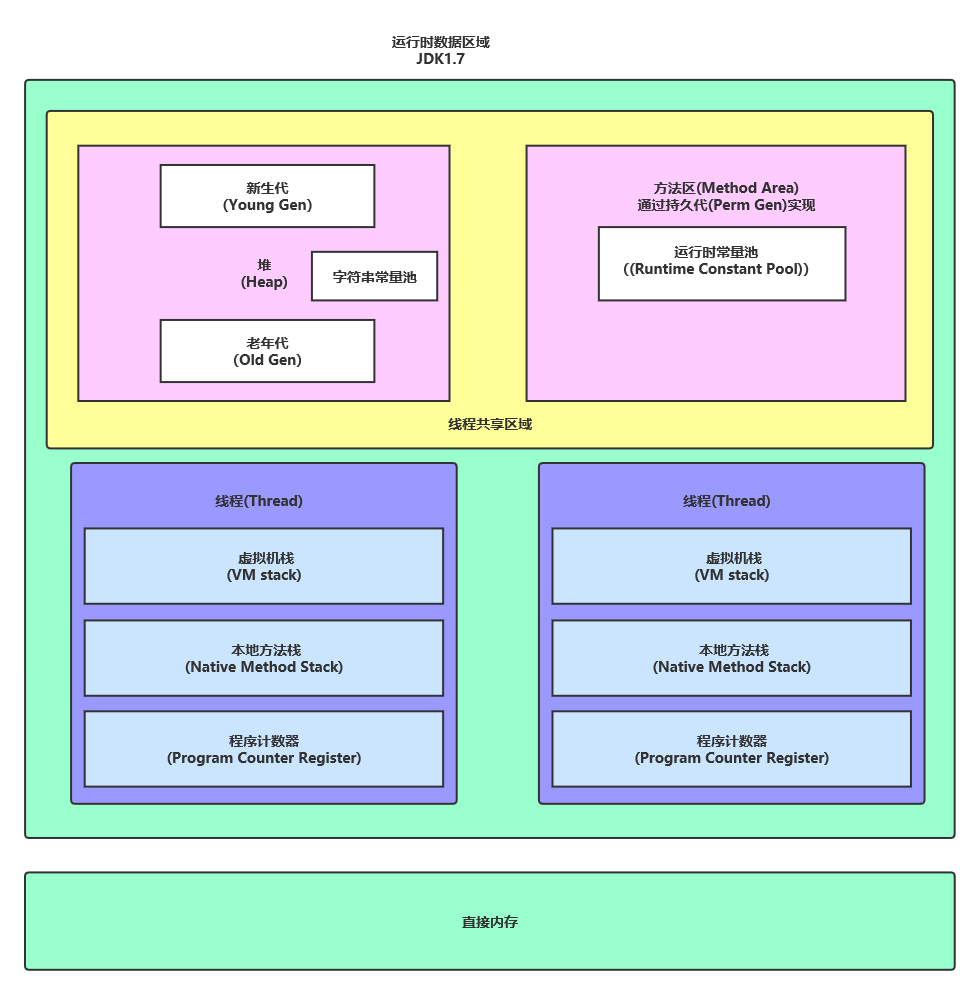 运行时数据区域
JDK1.7
新生代
(Young Gen)
堆
(Heap)
字符串常量池
老年代
(Old Gen)
方法区(Method Area)
通过持久代(Perm Gen)实现
运行时常量池
((Runtime Constant Pool))
线程共享区域
线程(Thread)
虚拟机栈
(VM stack)
本地方法栈
(Native Method Stack)
程序计数器
(Program Counter Register)
线程(Thread)
虚拟机栈
(VM stack)
本地方法栈
(Native Method Stack)
程序计数器
(Program Counter Register)
直接内存